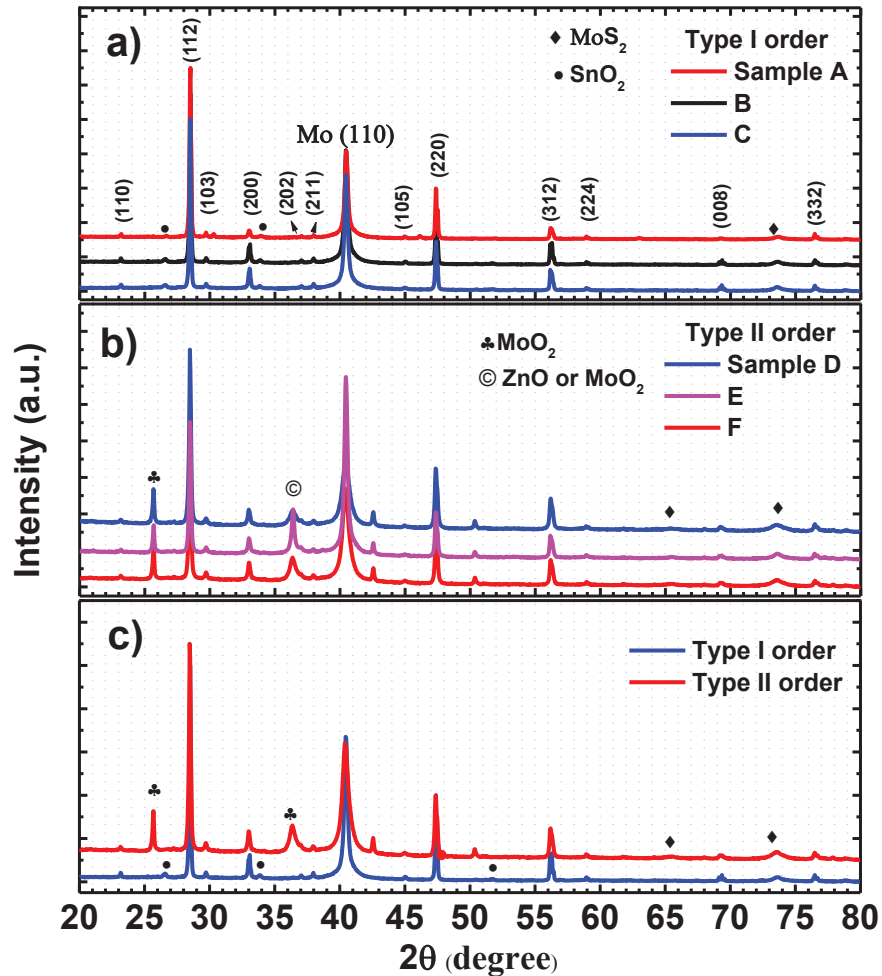 Intensity (a.u.)
a)
♦ MoS₂
• SnO₂
Type I order
Sample A
B
C
(110)
(112)
(103)
(200)
(202)
(211)
Mo (110)
(105)
(220)
(312)
(224)
(008)
(332)
•
•
♦
b)
♣MoO₂
© ZnO or MoO₂
Type II order
Sample D
E
F
♣
©
♦
♦
c)
Type I order
Type II order
♣
♣
♦
♦
•
•
•
20 25 30 35 40 45 50 55 60 65 70 75 80
2θ (degree)